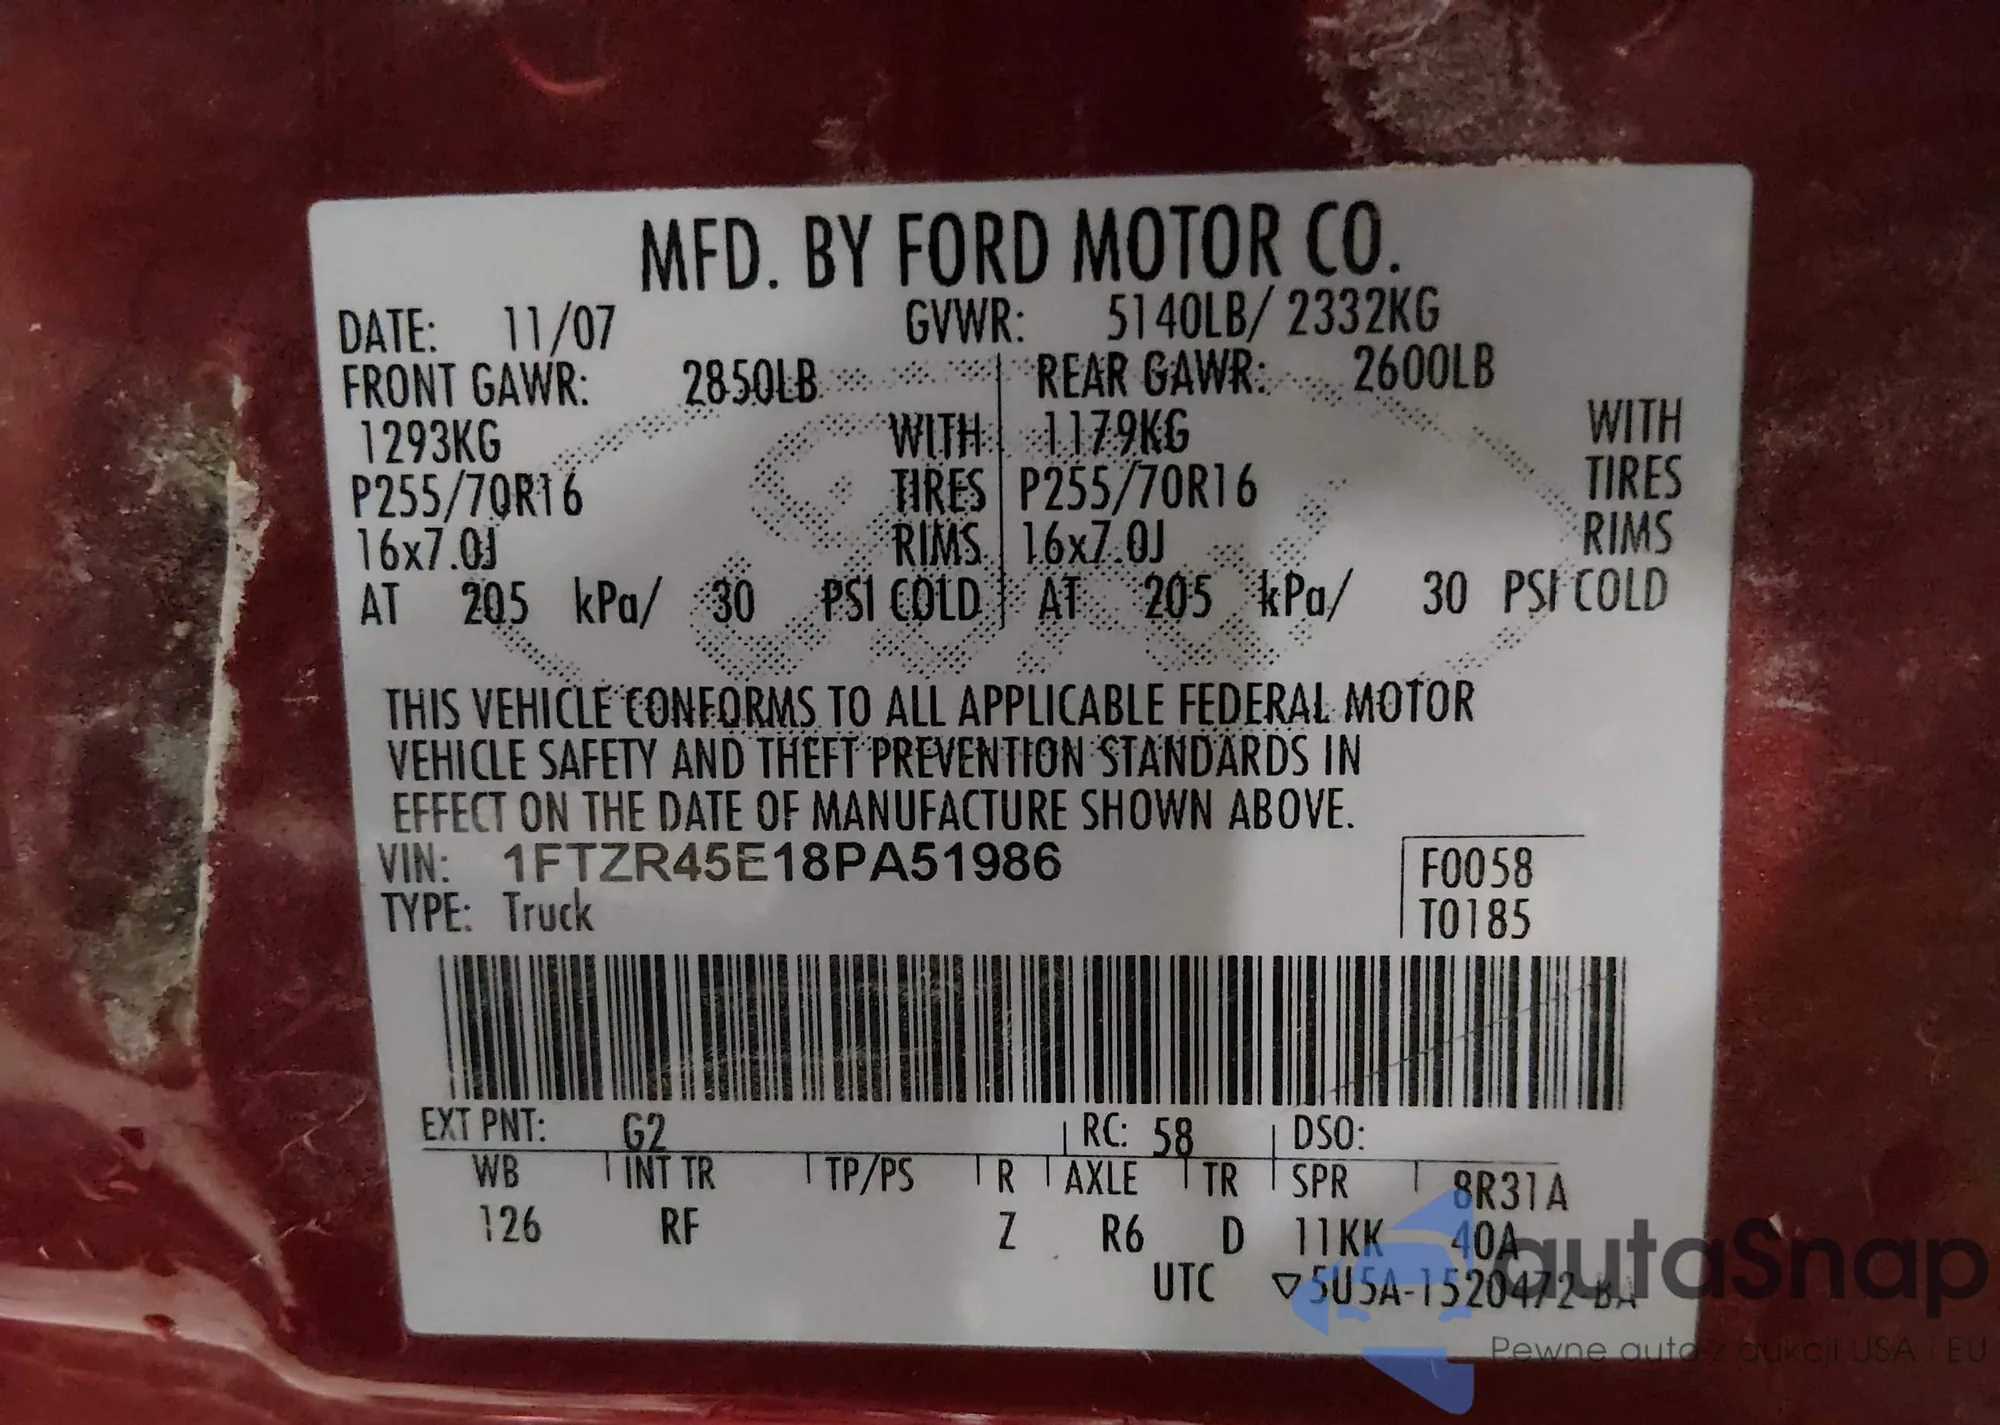 MFD. BY FORD MOTOR CO.
DATE: 11/07 GVWR: 5140LB/ 2332KG
FRONT GAWR: 2850LB REAR GAWR: 2600LB
1293KG WITH 1179KG WITH
P255/70R16 TIRES P255/70R16 TIRES
16x7.0J RIMS 16x7.0J RIMS
AT 205 kPa/ 30 PSI COLD AT 205 kPa/ 30 PSI COLD
THIS VEHICLE CONFORMS TO ALL APPLICABLE FEDERAL MOTOR
VEHICLE SAFETY AND THEFT PREVENTION STANDARDS IN
EFFECT ON THE DATE OF MANUFACTURE SHOWN ABOVE.
VIN: 1FTZR45E18PA51986 F0058
TYPE: Truck T0185
EXT PNT: G2 RC: 58 DSO:
WB INT TR TP/PS R AXLE TR SPR 8R31A
126 RF Z R6 D 11KK 40A
UTC ▽5U5A-1520472-BA
autaSnap
Pewne auta z aukcji USA i EU